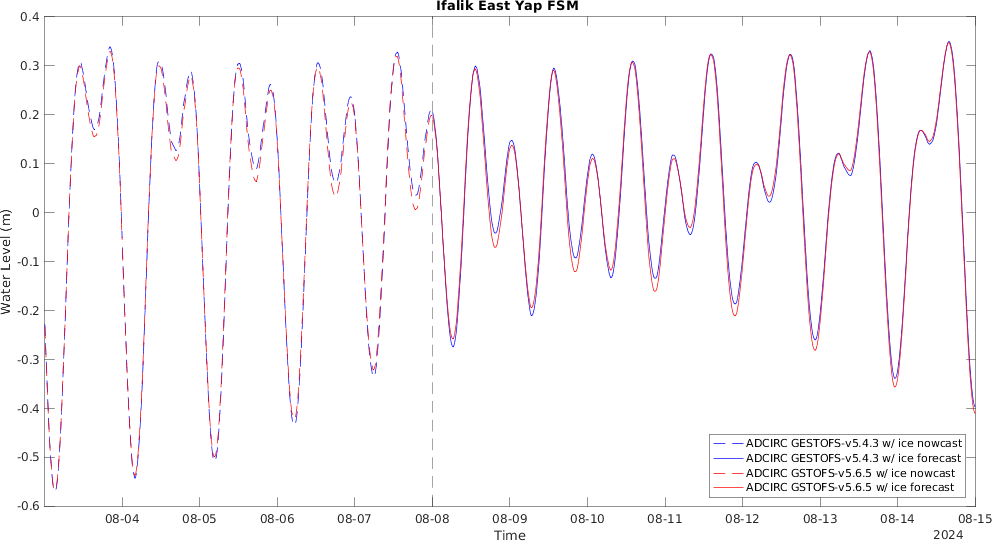 Ifalik East Yap FSM
Water Level (m)
0.4
0.3
0.2
0.1
0
-0.1
-0.2
-0.3
-0.4
-0.5
-0.6
ADCIRC GESTOFS-v5.4.3 w/ ice nowcast
ADCIRC GESTOFS-v5.4.3 w/ ice forecast
ADCIRC GSTOFS-v5.6.5 w/ ice nowcast
ADCIRC GSTOFS-v5.6.5 w/ ice forecast
08-04 08-05 08-06 08-07 08-08 08-09 08-10 08-11 08-12 08-13 08-14 08-15
Time
2024